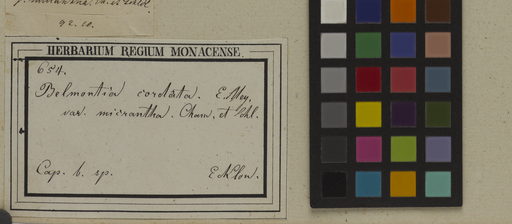 92.10.
HERBARIUM REGIUM MONACENSE.
654.
Belmontia cordata. E. Mey.
var. micrantha. Cham. et Schl.
Cap. b. sp.
Ecklon.